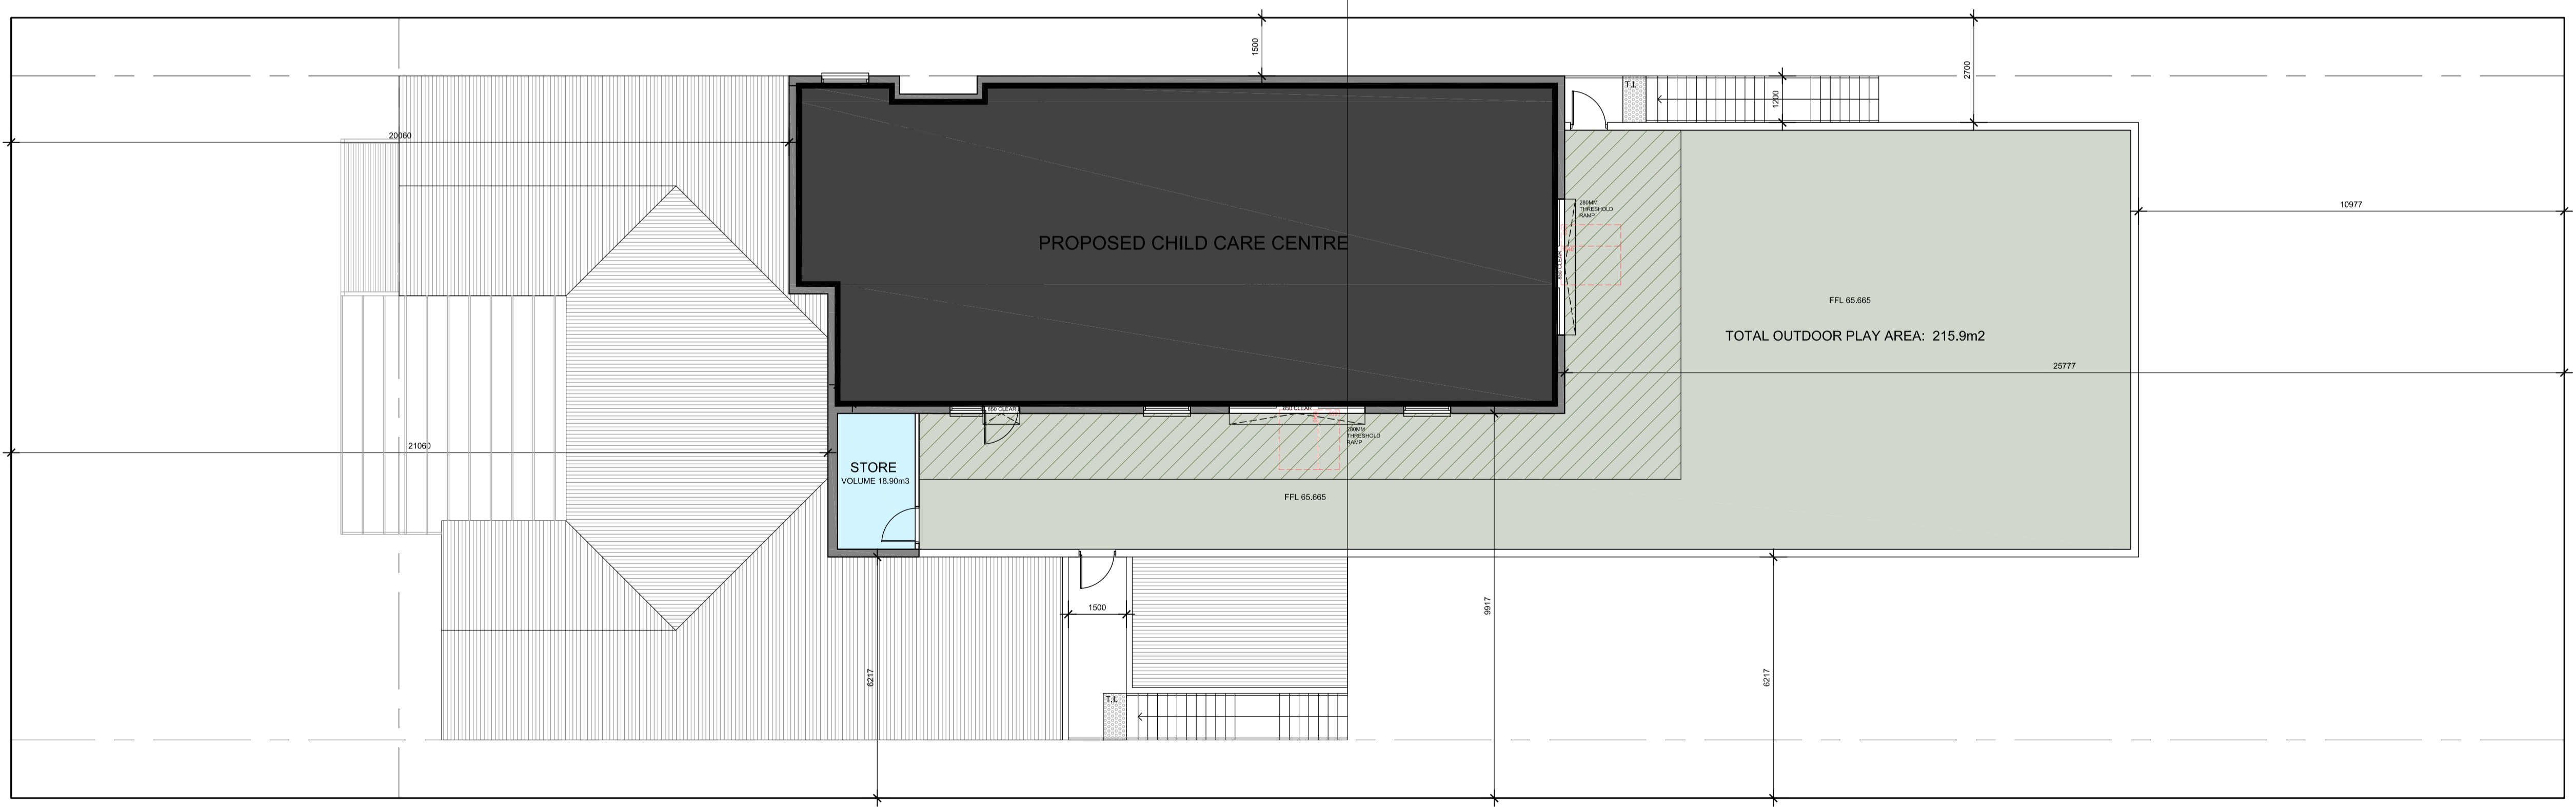 1500
2700
T.I.
1200
20060
280MM
THRESHOLD
RAMP
10977
PROPOSED CHILD CARE CENTRE
850 CLEAR
FFL 65.665
TOTAL OUTDOOR PLAY AREA: 215.9m2
25777
850 CLEAR
850 CLEAR
280MM
THRESHOLD
RAMP
21060
STORE
VOLUME 18.90m3
FFL 65.665
1500
9917
6217
6217
T.I.